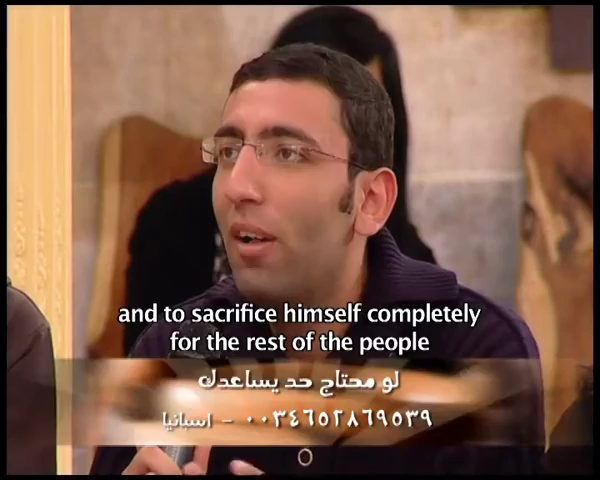 and to sacrifice himself completely
for the rest of the people
لو محتاج حد يساعدك
٠٠٣٤٦٥٢٨٦٩٥٣٩ - اسبانيا